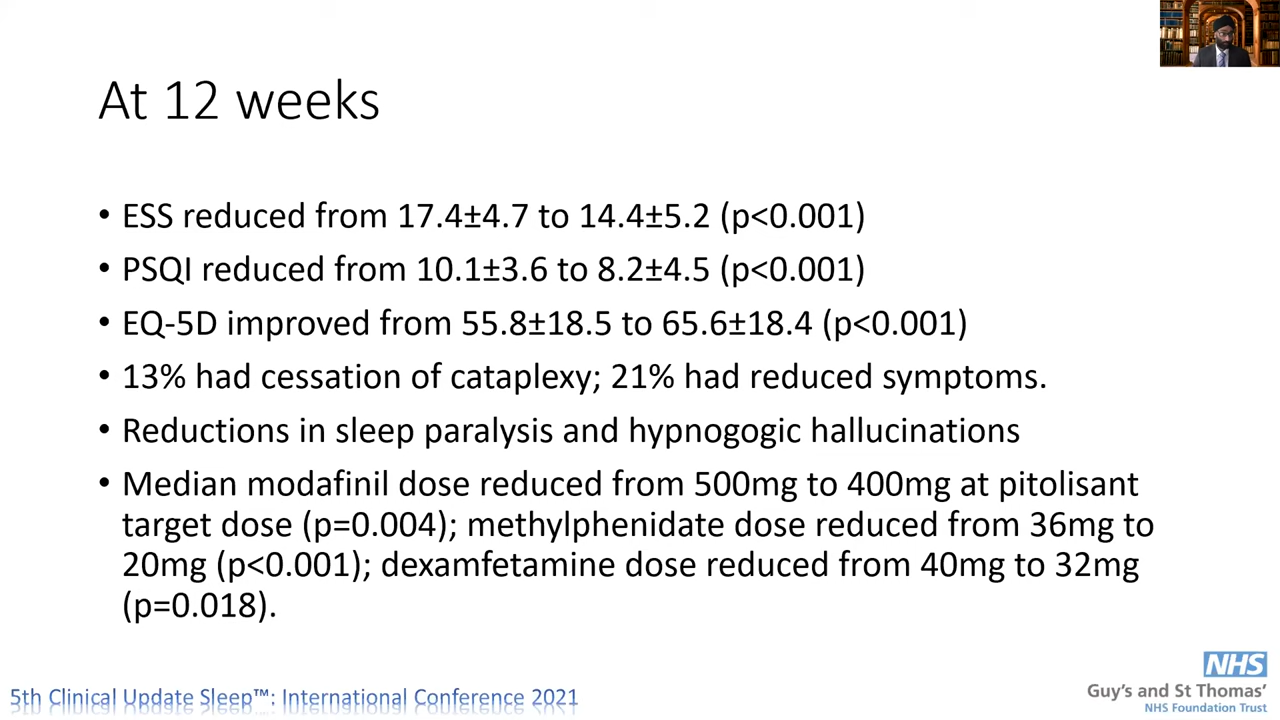 At 12 weeks
• ESS reduced from 17.4±4.7 to 14.4±5.2 (p<0.001)
• PSQI reduced from 10.1±3.6 to 8.2±4.5 (p<0.001)
• EQ-5D improved from 55.8±18.5 to 65.6±18.4 (p<0.001)
• 13% had cessation of cataplexy; 21% had reduced symptoms.
• Reductions in sleep paralysis and hypnogogic hallucinations
• Median modafinil dose reduced from 500mg to 400mg at pitolisant
target dose (p=0.004); methylphenidate dose reduced from 36mg to
20mg (p<0.001); dexamfetamine dose reduced from 40mg to 32mg
(p=0.018).
5th Clinical Update Sleep™: International Conference 2021
NHS
Guy's and St Thomas'
NHS Foundation Trust